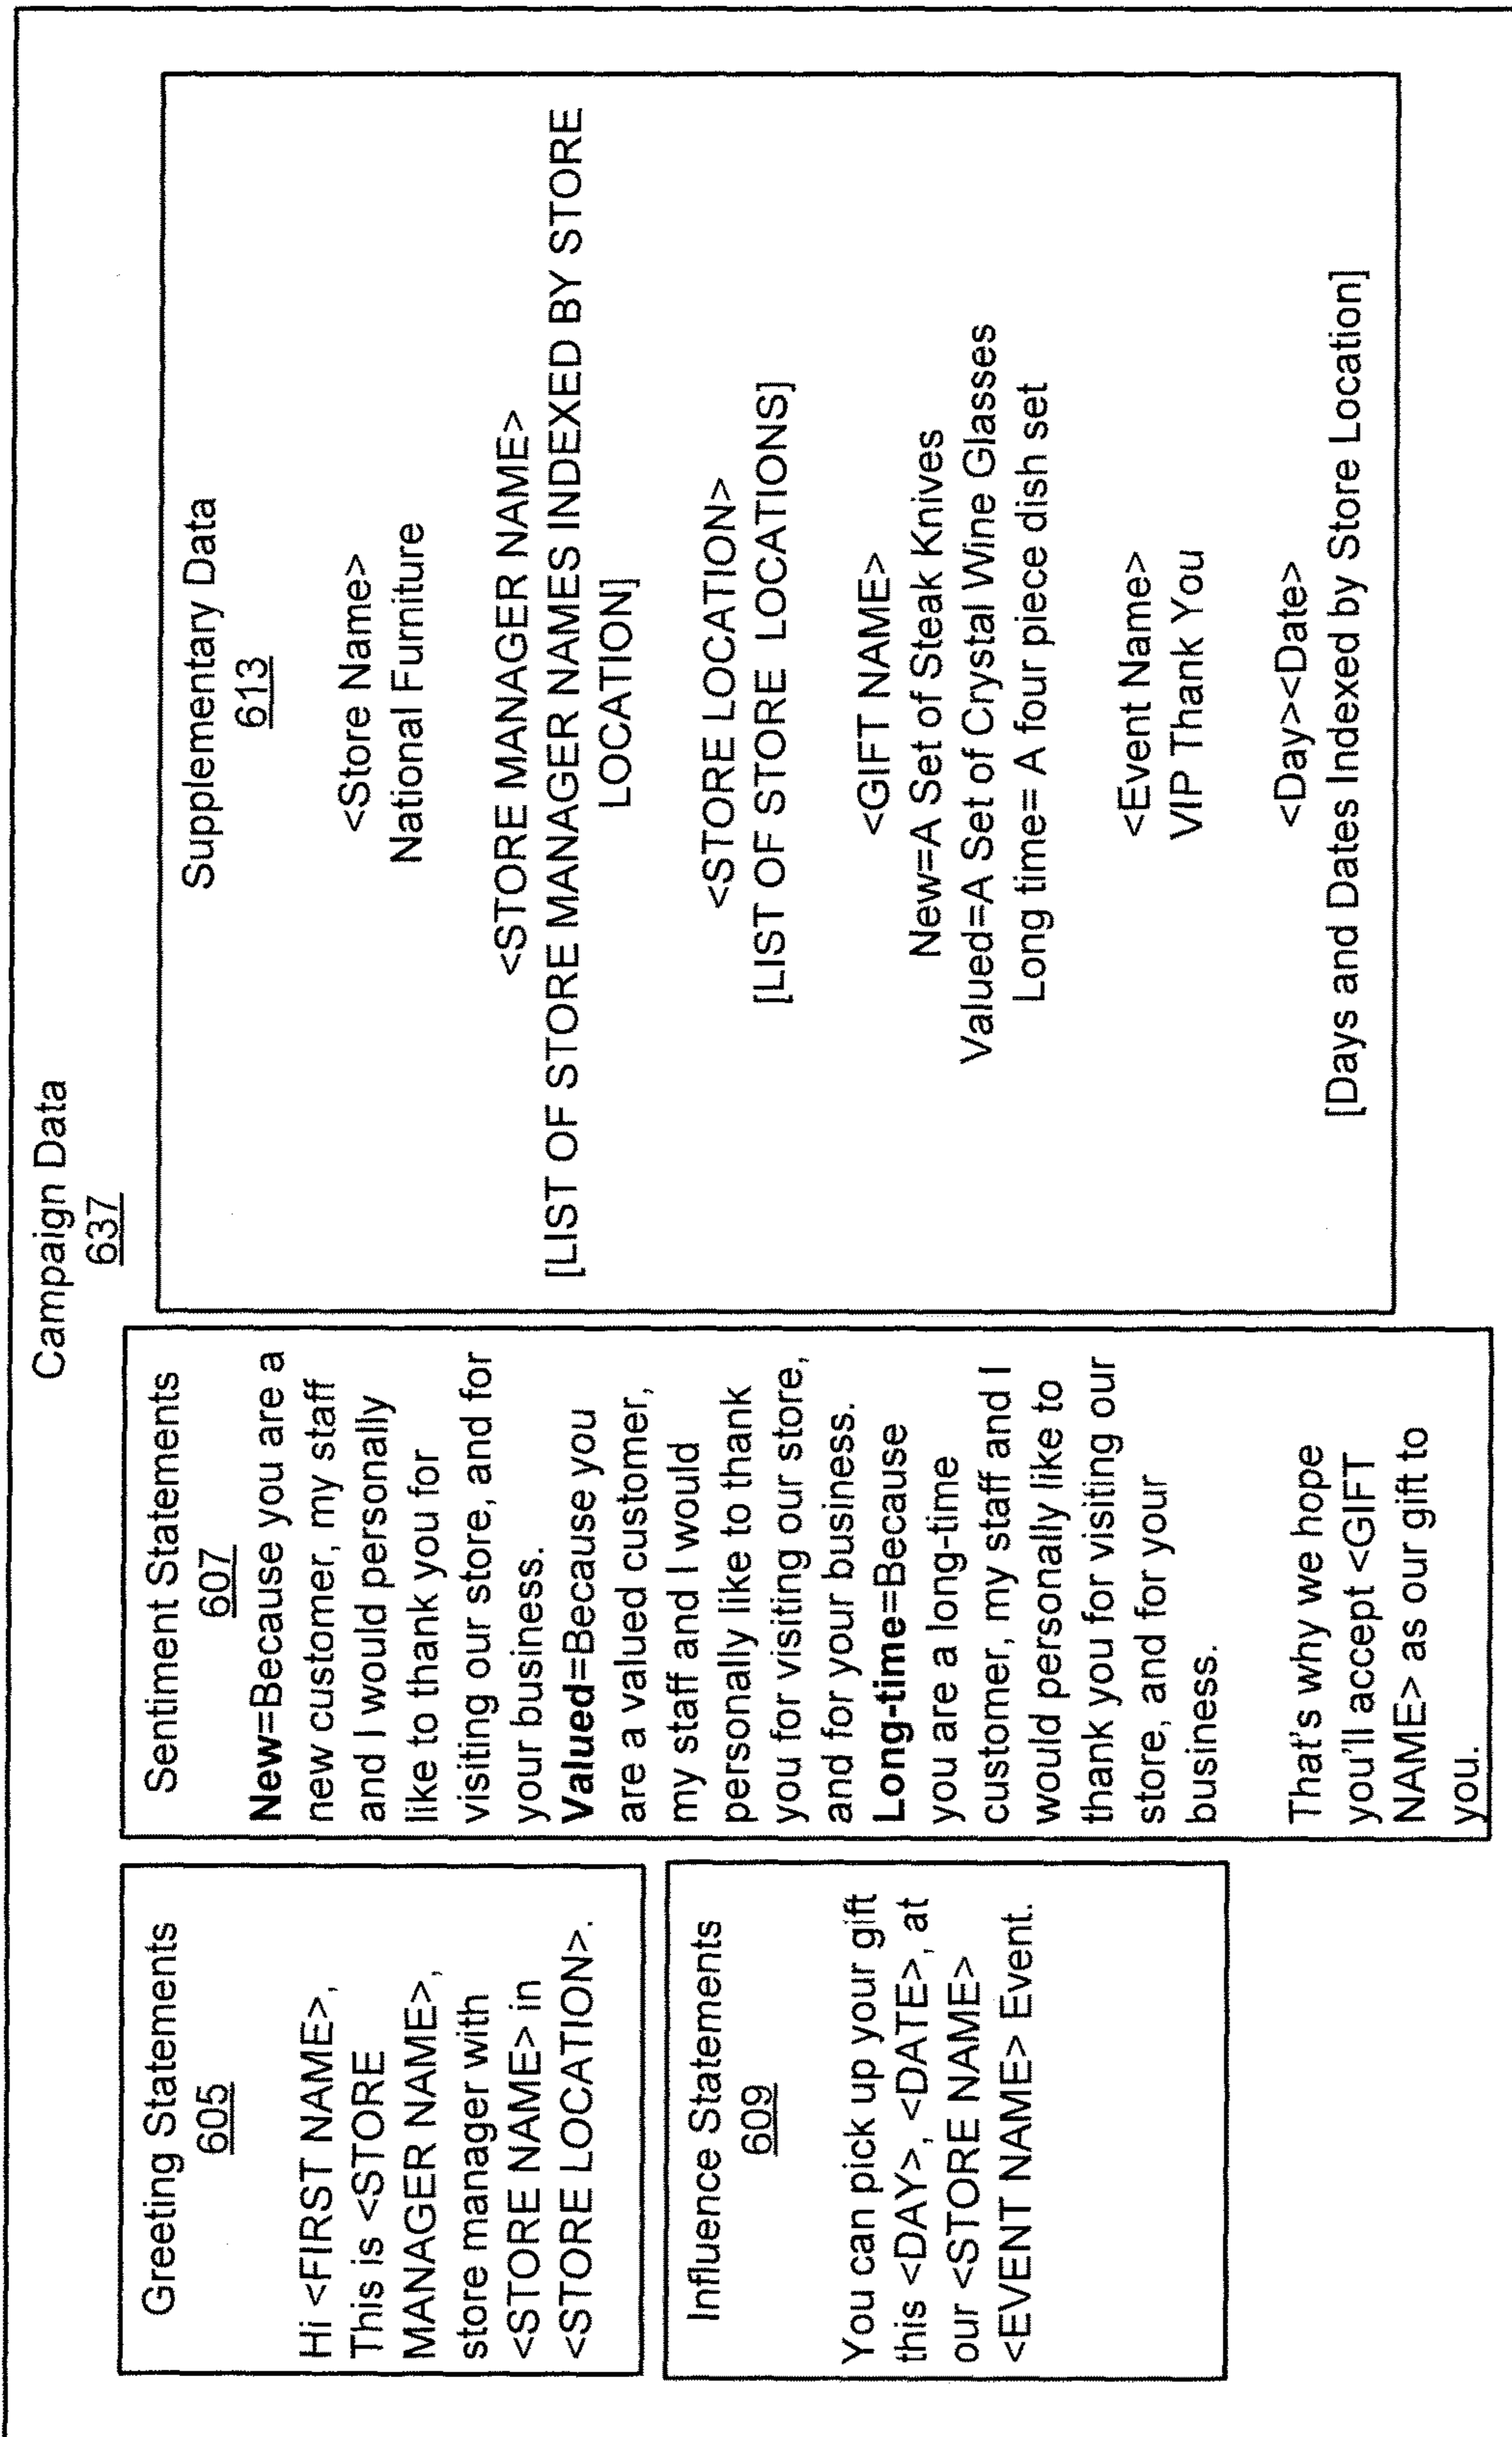 Campaign Data
637
Greeting Statements
605
Hi <FIRST NAME>,
This is <STORE
MANAGER NAME>,
store manager with
<STORE NAME> in
<STORE LOCATION>.
Influence Statements
609
You can pick up your gift
this <DAY>, <DATE>, at
our <STORE NAME>
<EVENT NAME> Event.
Sentiment Statements
607
New=Because you are a
new customer, my staff
and I would personally
like to thank you for
visiting our store, and for
your business.
Valued=Because you
are a valued customer,
my staff and I would
personally like to thank
you for visiting our store,
and for your business.
Long-time=Because
you are a long-time
customer, my staff and I
would personally like to
thank you for visiting our
store, and for your
business.
That's why we hope
you'll accept <GIFT
NAME> as our gift to
you.
Supplementary Data
613
<Store Name>
National Furniture
<STORE MANAGER NAME>
[LIST OF STORE MANAGER NAMES INDEXED BY STORE
LOCATION]
<STORE LOCATION>
[LIST OF STORE LOCATIONS]
<GIFT NAME>
New=A Set of Steak Knives
Valued=A Set of Crystal Wine Glasses
Long time= A four piece dish set
<Event Name>
VIP Thank You
<Day><Date>
[Days and Dates Indexed by Store Location]